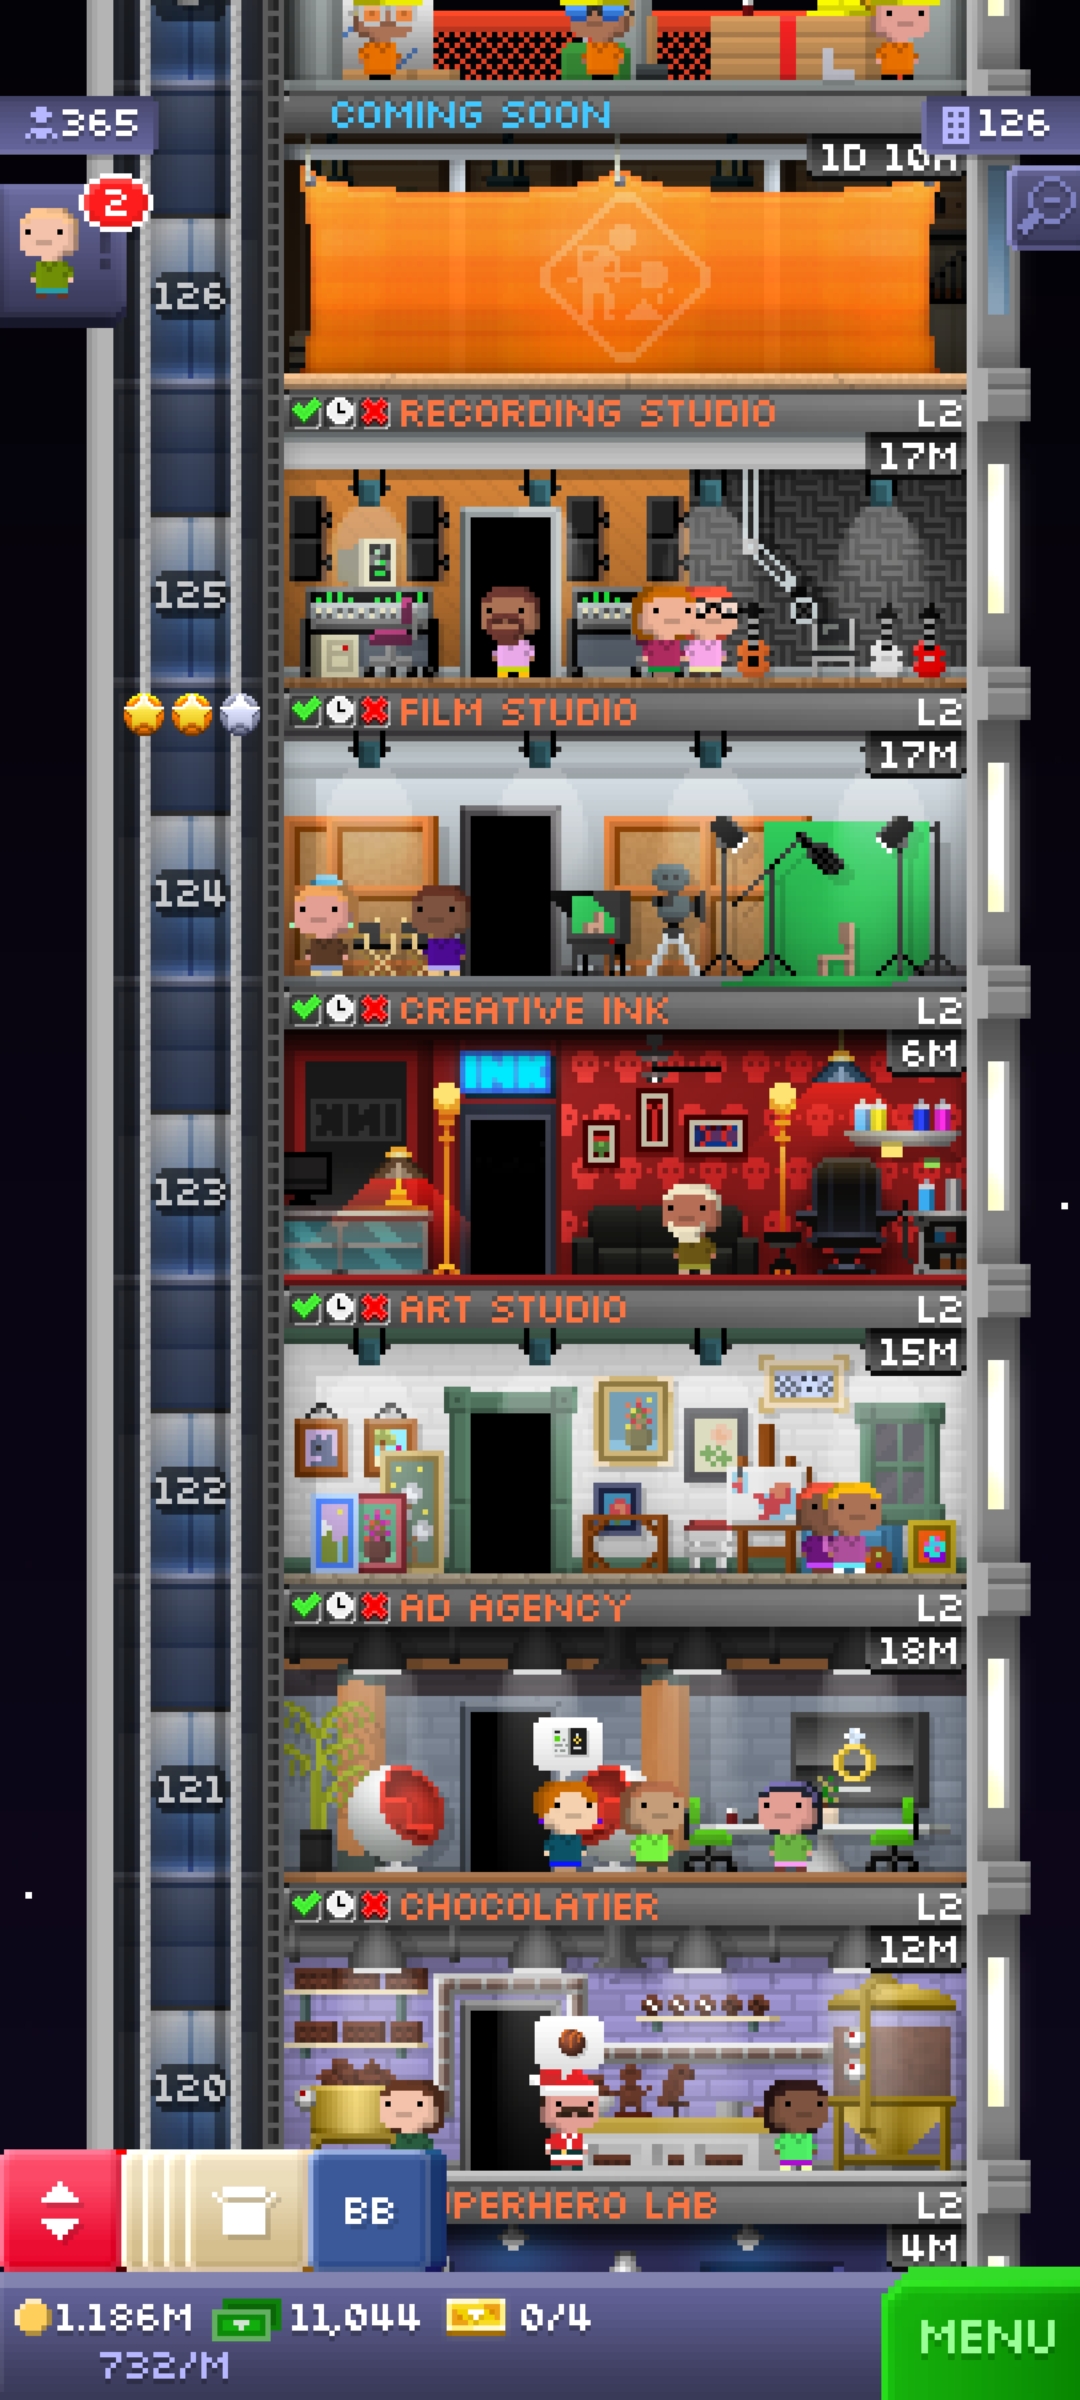 COMING SOON
365
126
1D 10H
2
126
RECORDING STUDIO L2
17M
125
FILM STUDIO L2
17M
124
CREATIVE INK L2
6M
INK
123
ART STUDIO L2
15M
122
AD AGENCY L2
18M
121
CHOCOLATIER L2
12M
120
BB
UPERHERO LAB L2
4M
1.186M 11,044 0/4
732/M
MENU